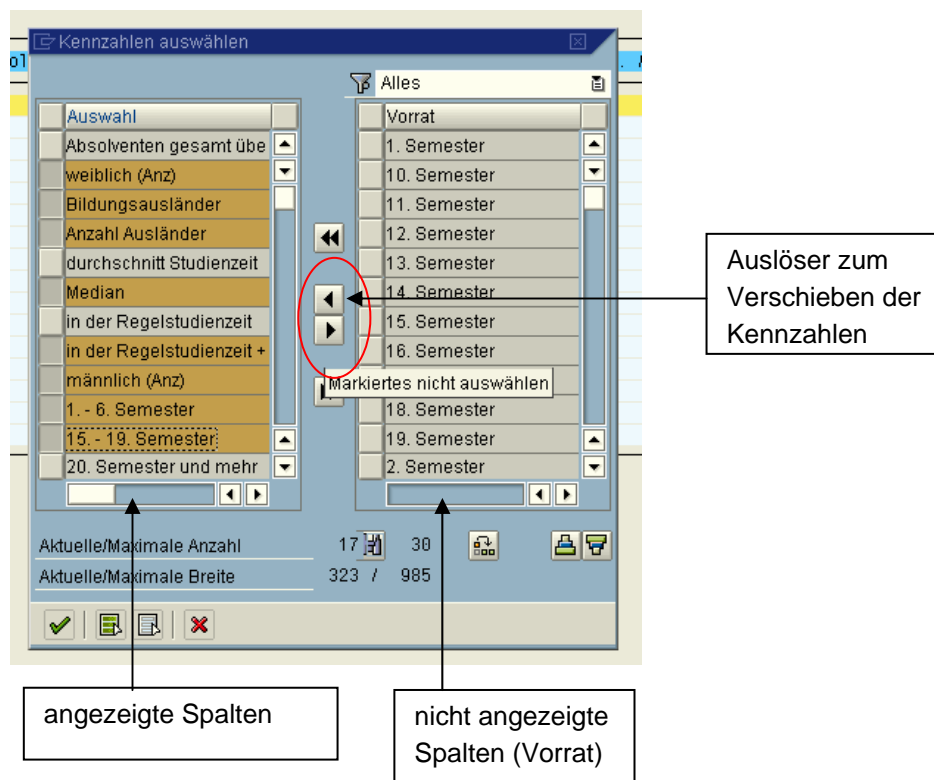 Kennzahlen auswählen
Alles
Auswahl
Absolventen gesamt übe
weiblich (Anz)
Bildungsausländer
Anzahl Ausländer
durchschnitt Studienzeit
Median
in der Regelstudienzeit
in der Regelstudienzeit +
männlich (Anz)
1. - 6. Semester
15. - 19. Semester
20. Semester und mehr
Vorrat
1. Semester
10. Semester
11. Semester
12. Semester
13. Semester
14. Semester
15. Semester
16. Semester
Markiertes nicht auswählen
18. Semester
19. Semester
2. Semester
Auslöser zum
Verschieben der
Kennzahlen
Aktuelle/Maximale Anzahl 17 30
Aktuelle/Maximale Breite 323 / 985
angezeigte Spalten
nicht angezeigte
Spalten (Vorrat)